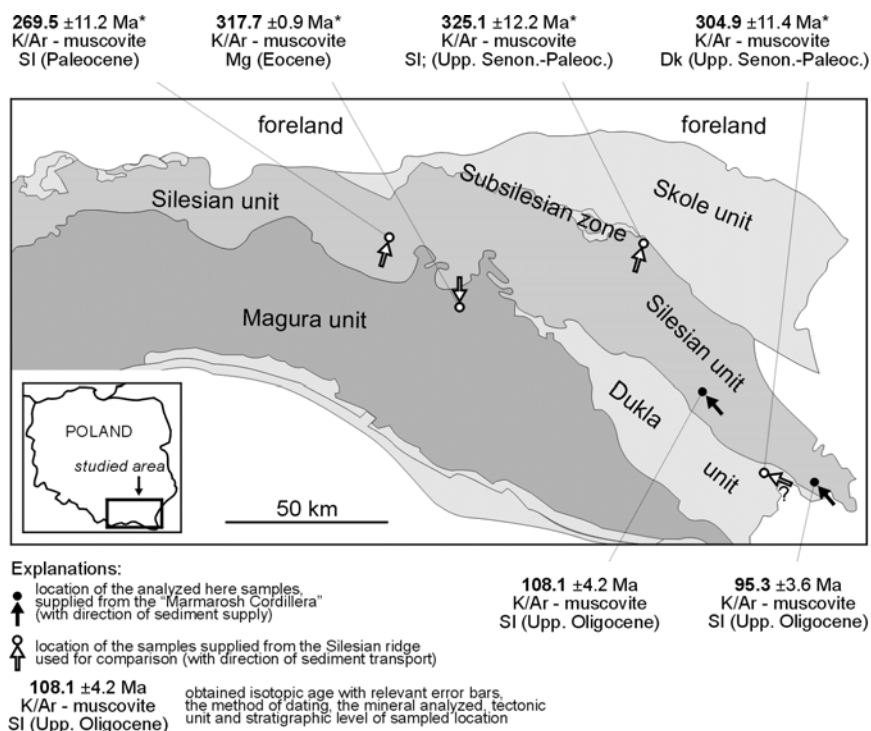 269.5 ±11.2 Ma*
K/Ar - muscovite
Sl (Paleocene)
317.7 ±0.9 Ma*
K/Ar - muscovite
Mg (Eocene)
325.1 ±12.2 Ma*
K/Ar - muscovite
Sl; (Upp. Senon.-Paleoc.)
304.9 ±11.4 Ma*
K/Ar - muscovite
Dk (Upp. Senon.-Paleoc.)
foreland
foreland
Silesian unit
Subsilesian zone
Skole unit
Magura unit
Silesian unit
Dukla
unit
?
POLAND
studied area
50 km
108.1 ±4.2 Ma
K/Ar - muscovite
Sl (Upp. Oligocene)
95.3 ±3.6 Ma
K/Ar - muscovite
Sl (Upp. Oligocene)
Explanations:
location of the analyzed here samples,
supplied from the "Marmarosh Cordillera"
(with direction of sediment supply)
location of the samples supplied from the Silesian ridge
used for comparison (with direction of sediment transport)
108.1 ±4.2 Ma
K/Ar - muscovite
Sl (Upp. Oligocene)
obtained isotopic age with relevant error bars,
the method of dating, the mineral analyzed, tectonic
unit and stratigraphic level of sampled location